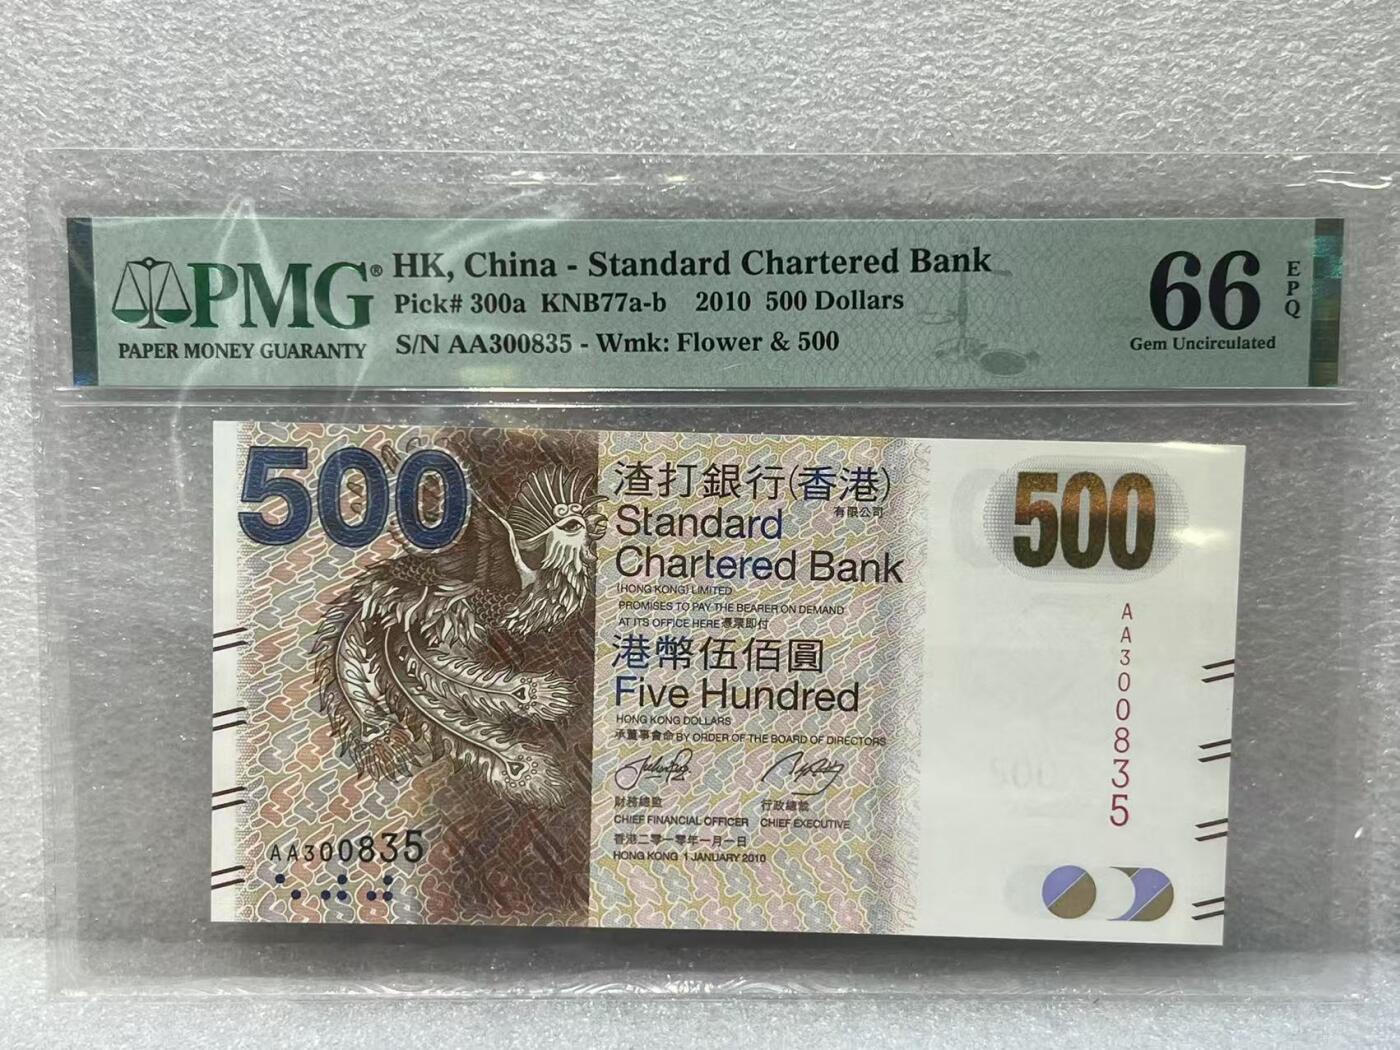 PMG®
PAPER MONEY GUARANTY
HK, China - Standard Chartered Bank
Pick# 300a KNB77a-b 2010 500 Dollars
S/N AA300835 - Wmk: Flower & 500
66
EPQ
Gem Uncirculated
500
渣打銀行(香港)
有限公司
Standard
Chartered Bank
(HONG KONG) LIMITED
PROMISES TO PAY THE BEARER ON DEMAND
AT ITS OFFICE HERE 憑票即付
港幣伍佰圓
Five Hundred
HONG KONG DOLLARS
承董事會命 BY ORDER OF THE BOARD OF DIRECTORS
財務總監 行政總裁
CHIEF FINANCIAL OFFICER CHIEF EXECUTIVE
香港二零一零年一月一日
HONG KONG 1 JANUARY 2010
AA300835
500
AA300835